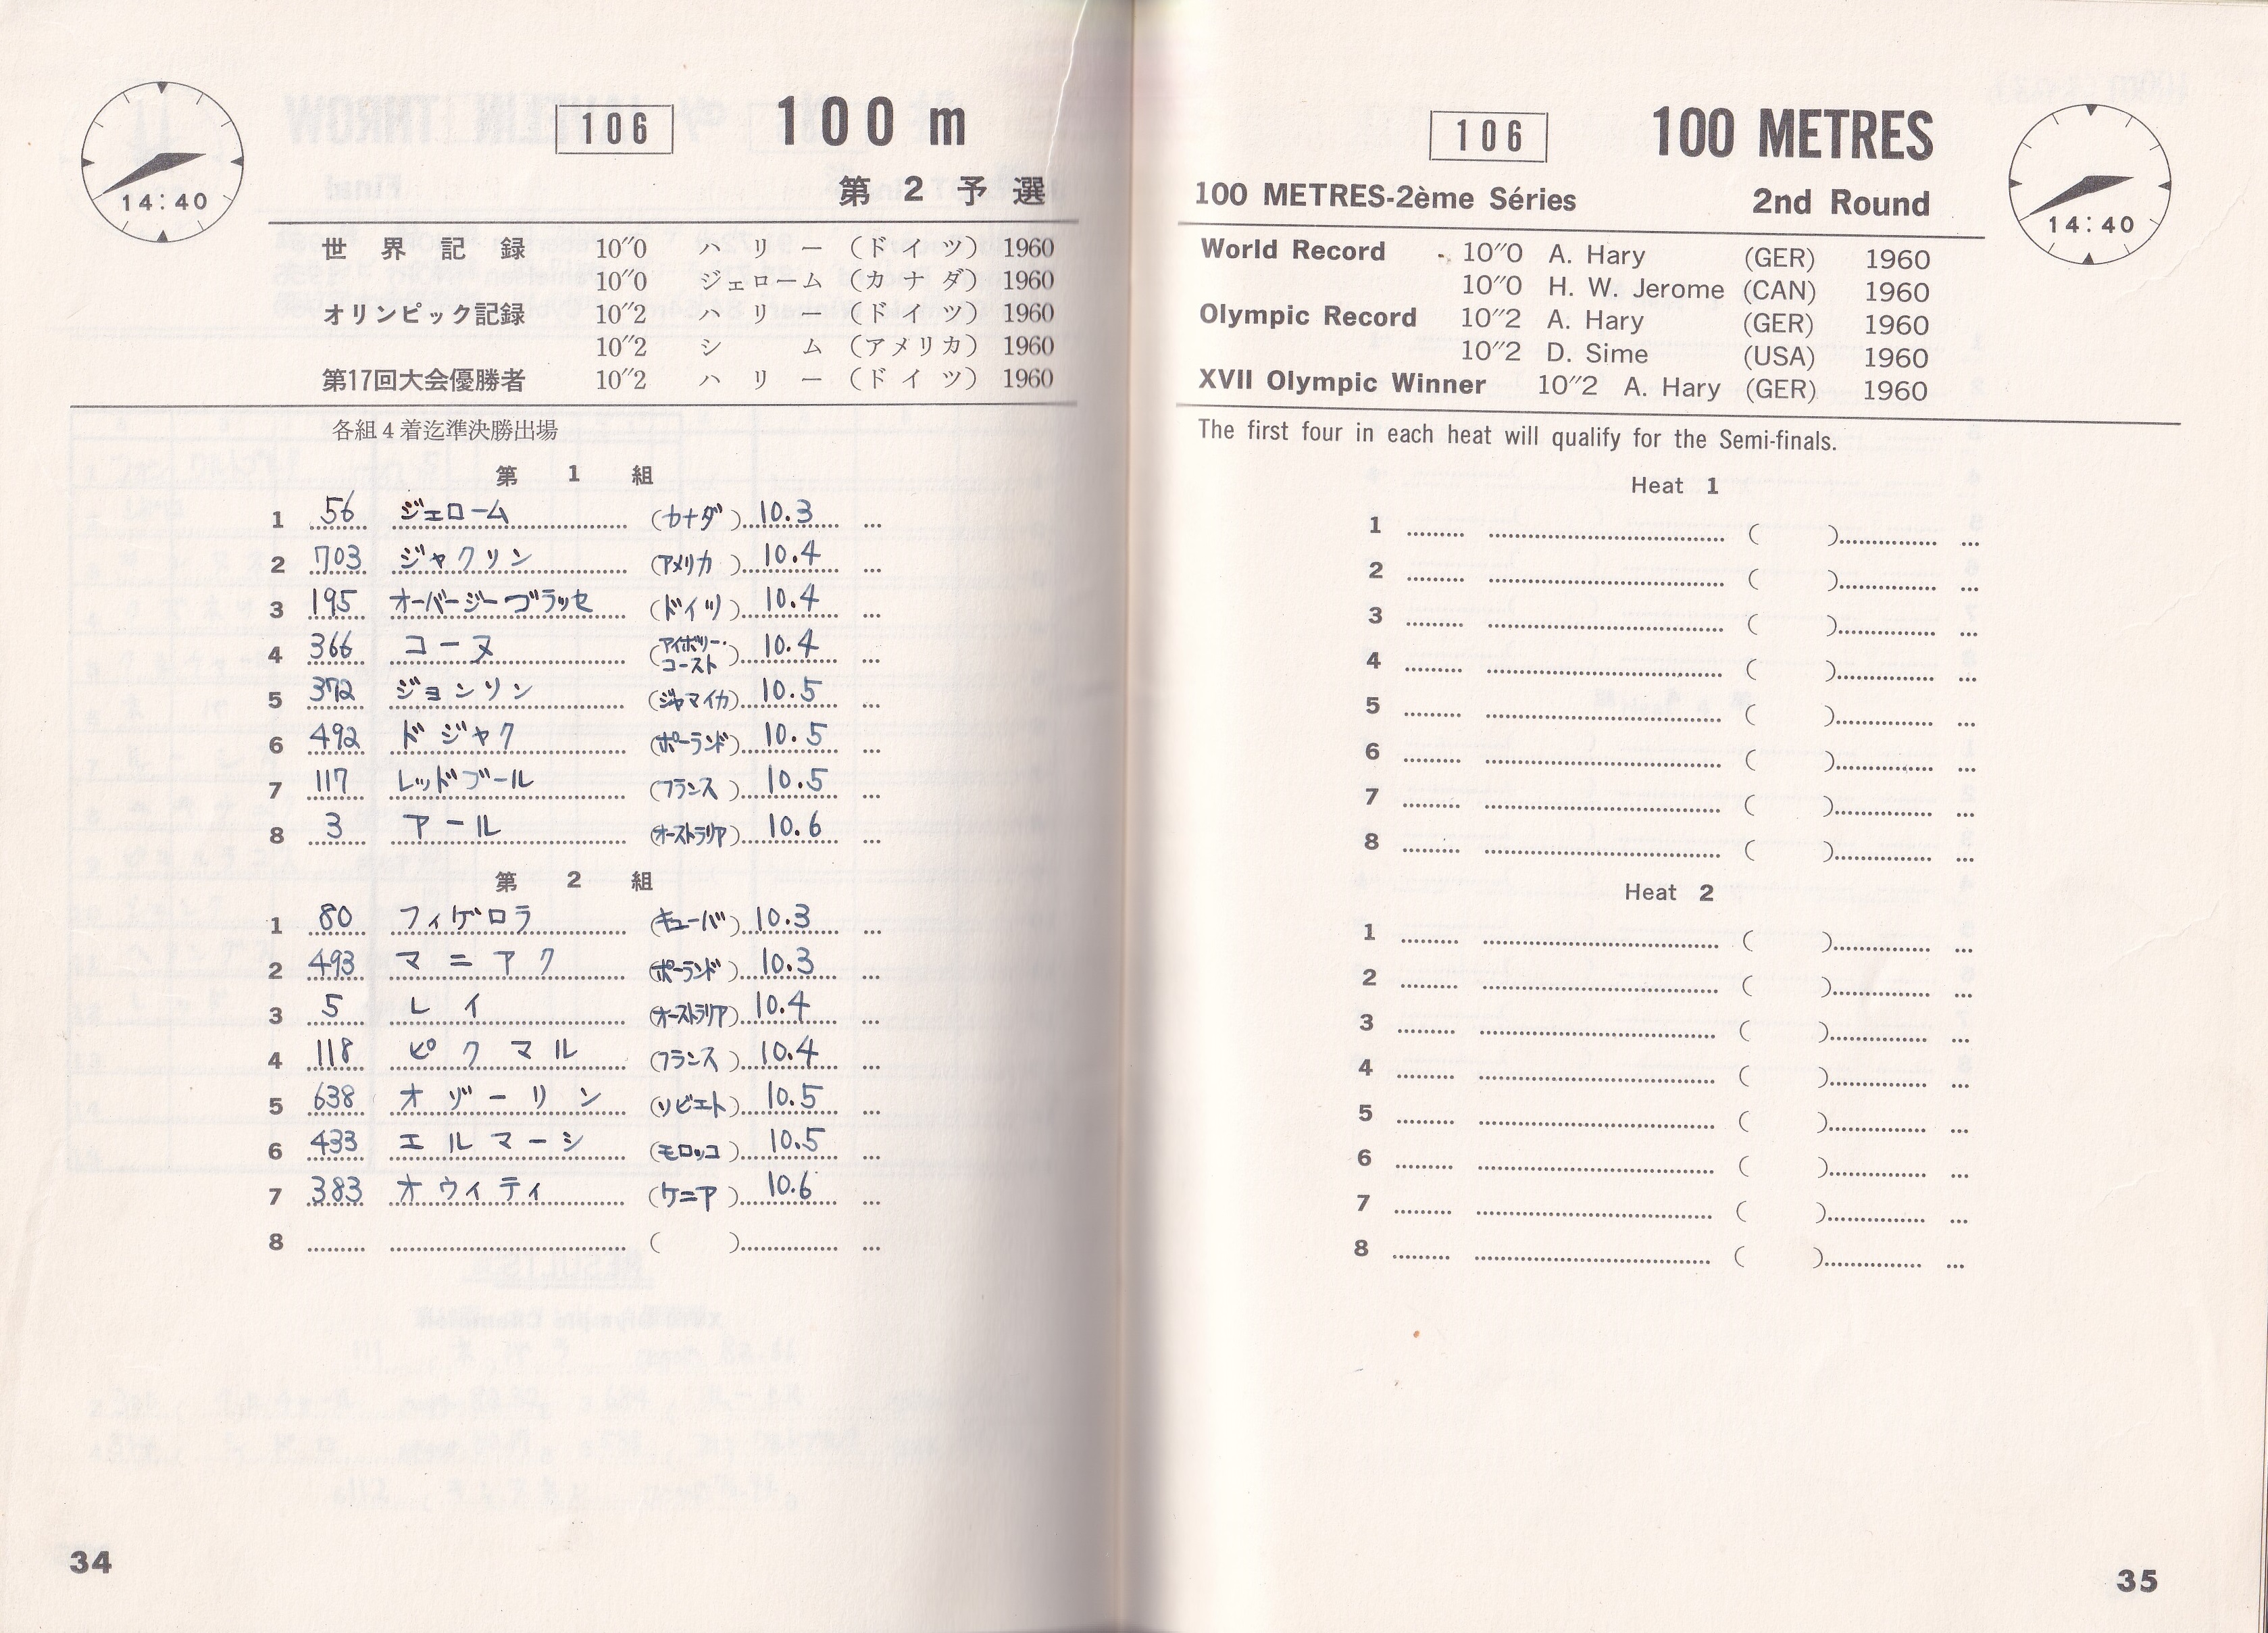 106 100 m
14:40
第2予選
世界記録 10″0 ハリー (ドイツ) 1960
10″0 ジェローム (カナダ) 1960
オリンピック記録 10″2 ハリー (ドイツ) 1960
10″2 シム (アメリカ) 1960
第17回大会優勝者 10″2 ハリー (ドイツ) 1960
各組4着迄準決勝出場
第1組
1 56 ジェローム (カナダ) 10.3
2 703 ジャクソン (アメリカ) 10.4
3 195 オーバージーゴラッセ (ドイツ) 10.4
4 366 コーヌ (アイボリー・コースト) 10.4
5 372 ジョンソン (ジャマイカ) 10.5
6 492 ドジャク (ポーランド) 10.5
7 117 レッドゴール (フランス) 10.5
8 3 アール (オーストラリア) 10.6
第2組
1 80 フィゲロラ (キューバ) 10.3
2 493 マニアク (ポーランド) 10.3
3 5 レイ (オーストラリア) 10.4
4 118 ピクマル (フランス) 10.4
5 638 オゾーリン (ソビエト) 10.5
6 433 エルマーシ (モロッコ) 10.5
7 383 オウィティ (ケニア) 10.6
8 ( )
34
106 100 METRES
14:40
100 METRES-2ème Séries 2nd Round
World Record 10″0 A. Hary (GER) 1960
10″0 H. W. Jerome (CAN) 1960
Olympic Record 10″2 A. Hary (GER) 1960
10″2 D. Sime (USA) 1960
XVII Olympic Winner 10″2 A. Hary (GER) 1960
The first four in each heat will qualify for the Semi-finals.
Heat 1
1 ( )
2 ( )
3 ( )
4 ( )
5 ( )
6 ( )
7 ( )
8 ( )
Heat 2
1 ( )
2 ( )
3 ( )
4 ( )
5 ( )
6 ( )
7 ( )
8 ( )
35